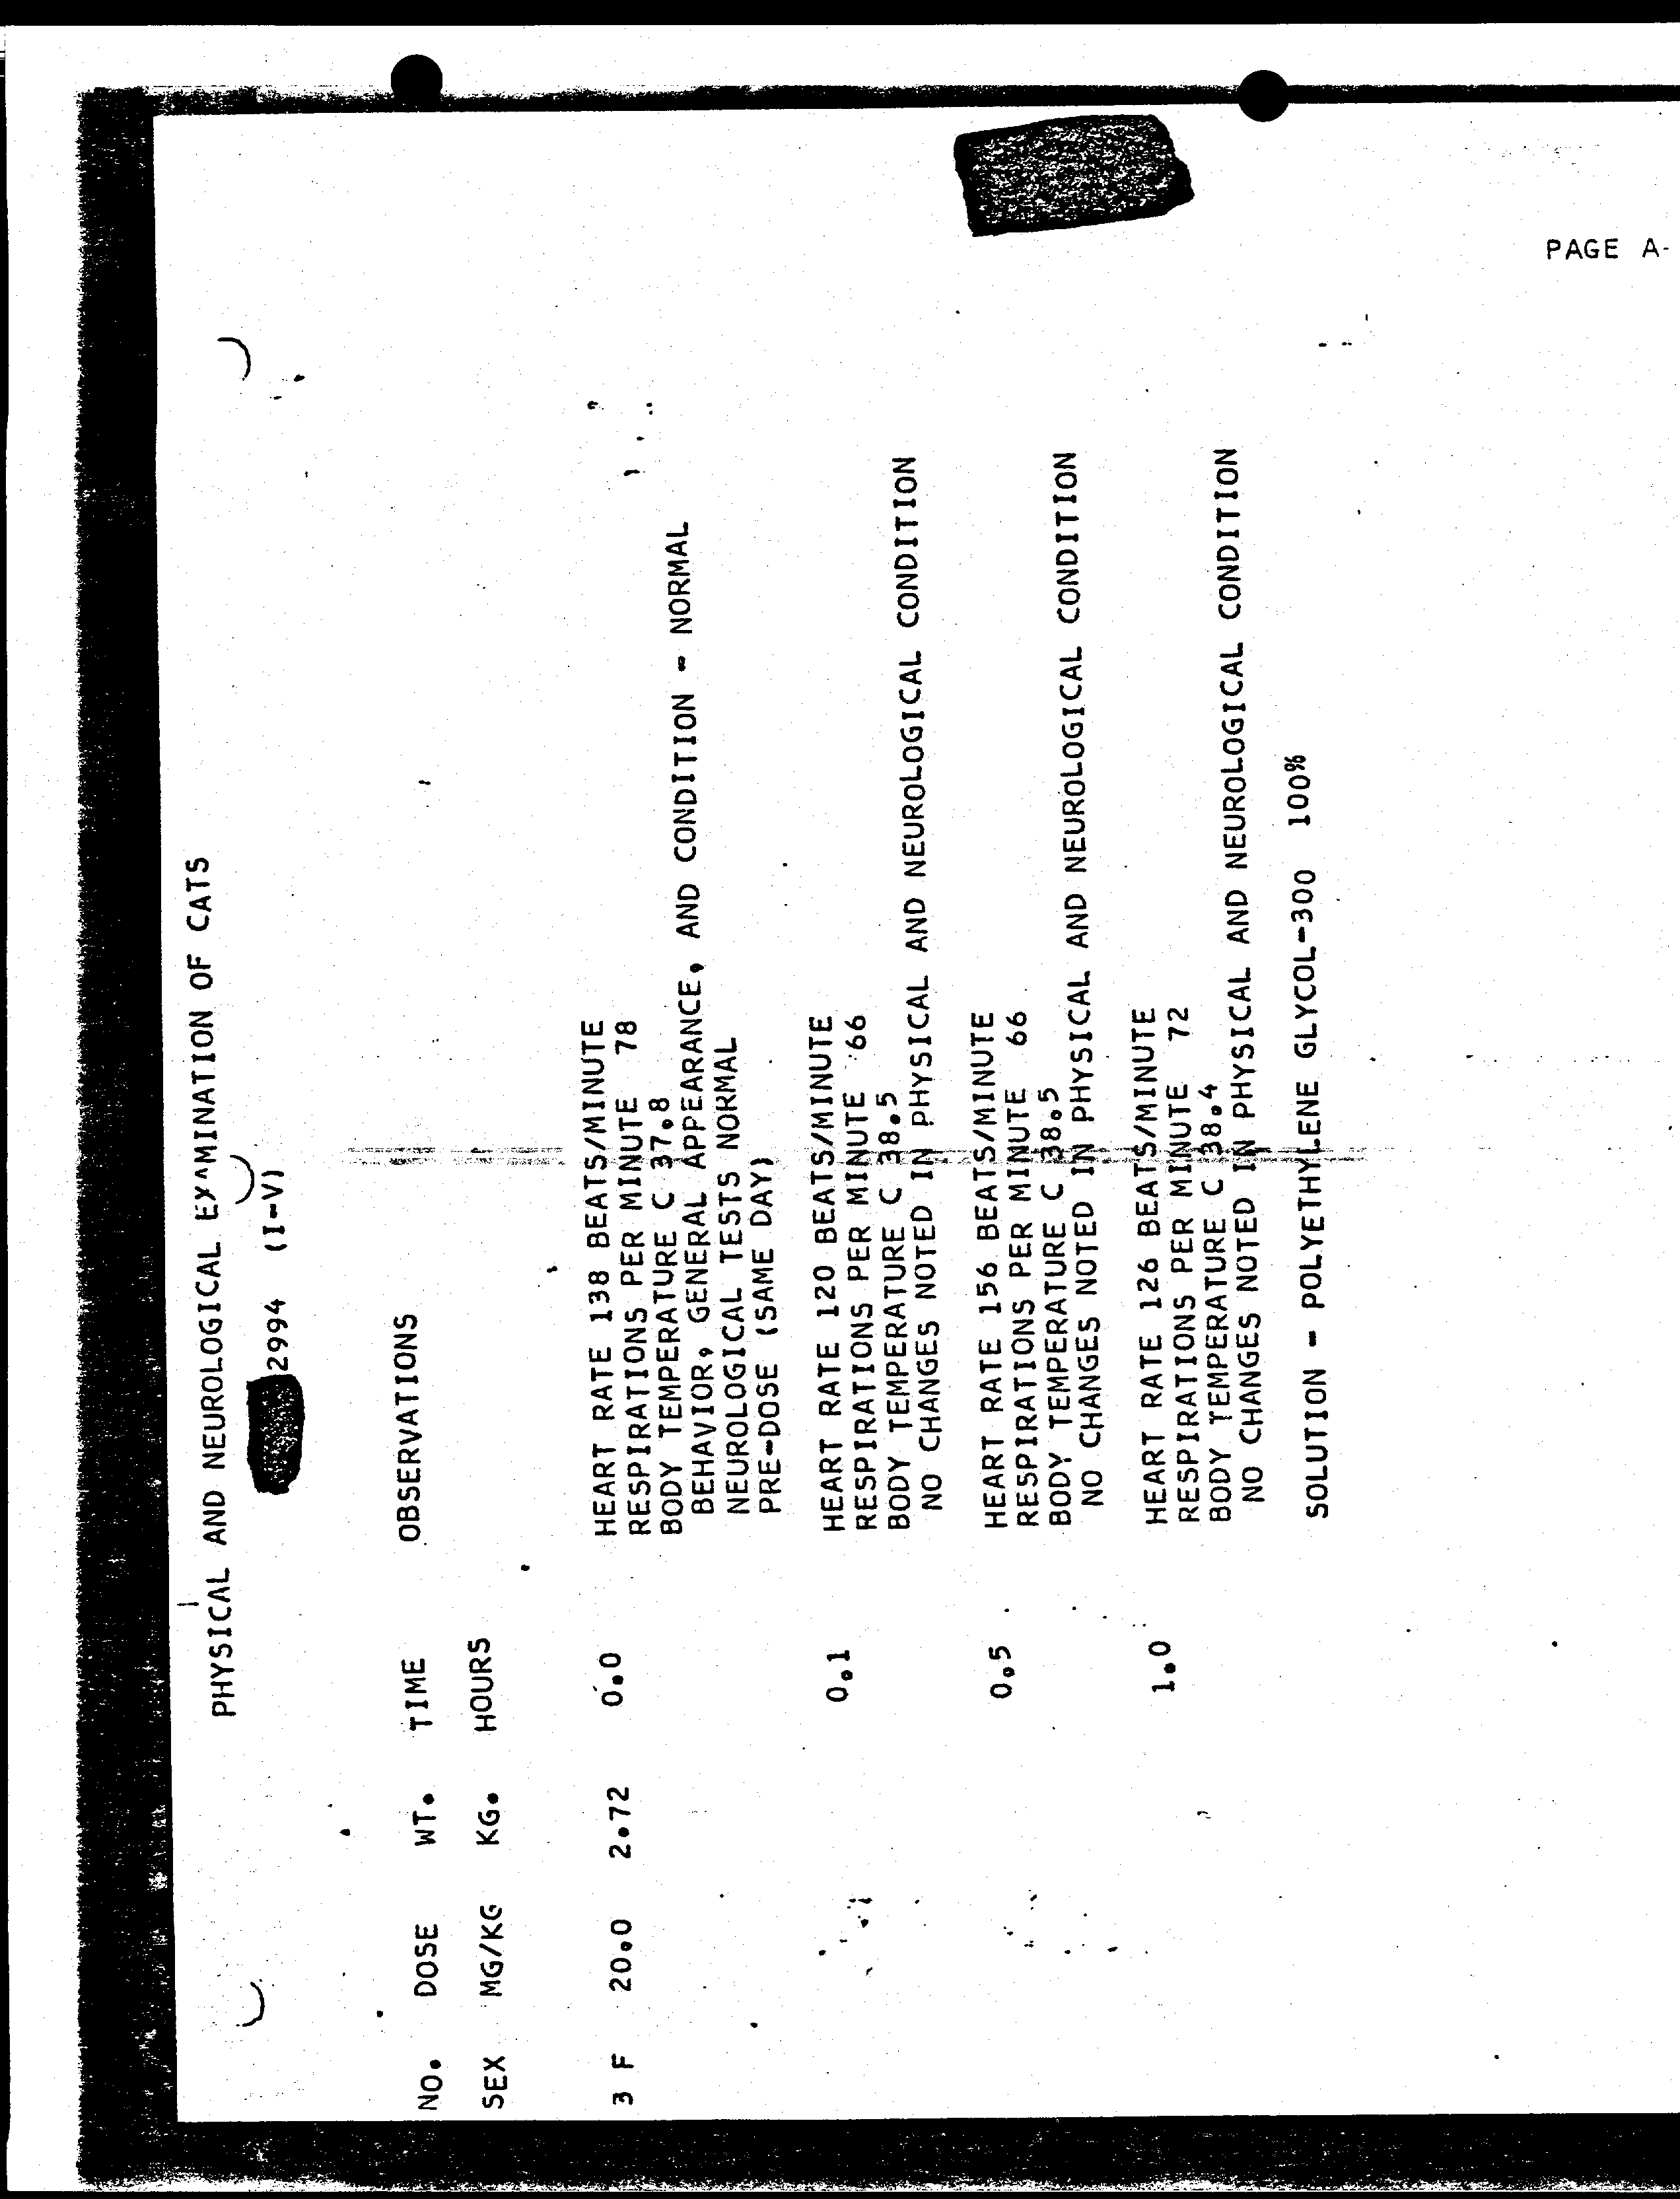 PHYSICAL AND NEUROLOGICAL EX^MINATION OF CATS
2994 (I-V)
NO. DOSE WT. TIME OBSERVATIONS
SEX MG/KG KG. HOURS
3 F 20.0 2.72 0.0 HEART RATE 138 BEATS/MINUTE
RESPIRATIONS PER MINUTE 78
BODY TEMPERATURE C 37.8
BEHAVIOR, GENERAL APPEARANCE, AND CONDITION - NORMAL
NEUROLOGICAL TESTS NORMAL
PRE-DOSE (SAME DAY)
0.1 HEART RATE 120 BEATS/MINUTE
RESPIRATIONS PER MINUTE 66
BODY TEMPERATURE C 38.5
NO CHANGES NOTED IN PHYSICAL AND NEUROLOGICAL CONDITION
0.5 HEART RATE 156 BEATS/MINUTE
RESPIRATIONS PER MINUTE 66
BODY TEMPERATURE C 38.5
NO CHANGES NOTED IN PHYSICAL AND NEUROLOGICAL CONDITION
1.0 HEART RATE 126 BEATS/MINUTE
RESPIRATIONS PER MINUTE 72
BODY TEMPERATURE C 38.4
NO CHANGES NOTED IN PHYSICAL AND NEUROLOGICAL CONDITION
SOLUTION - POLYETHYLENE GLYCOL-300 100%
PAGE A-